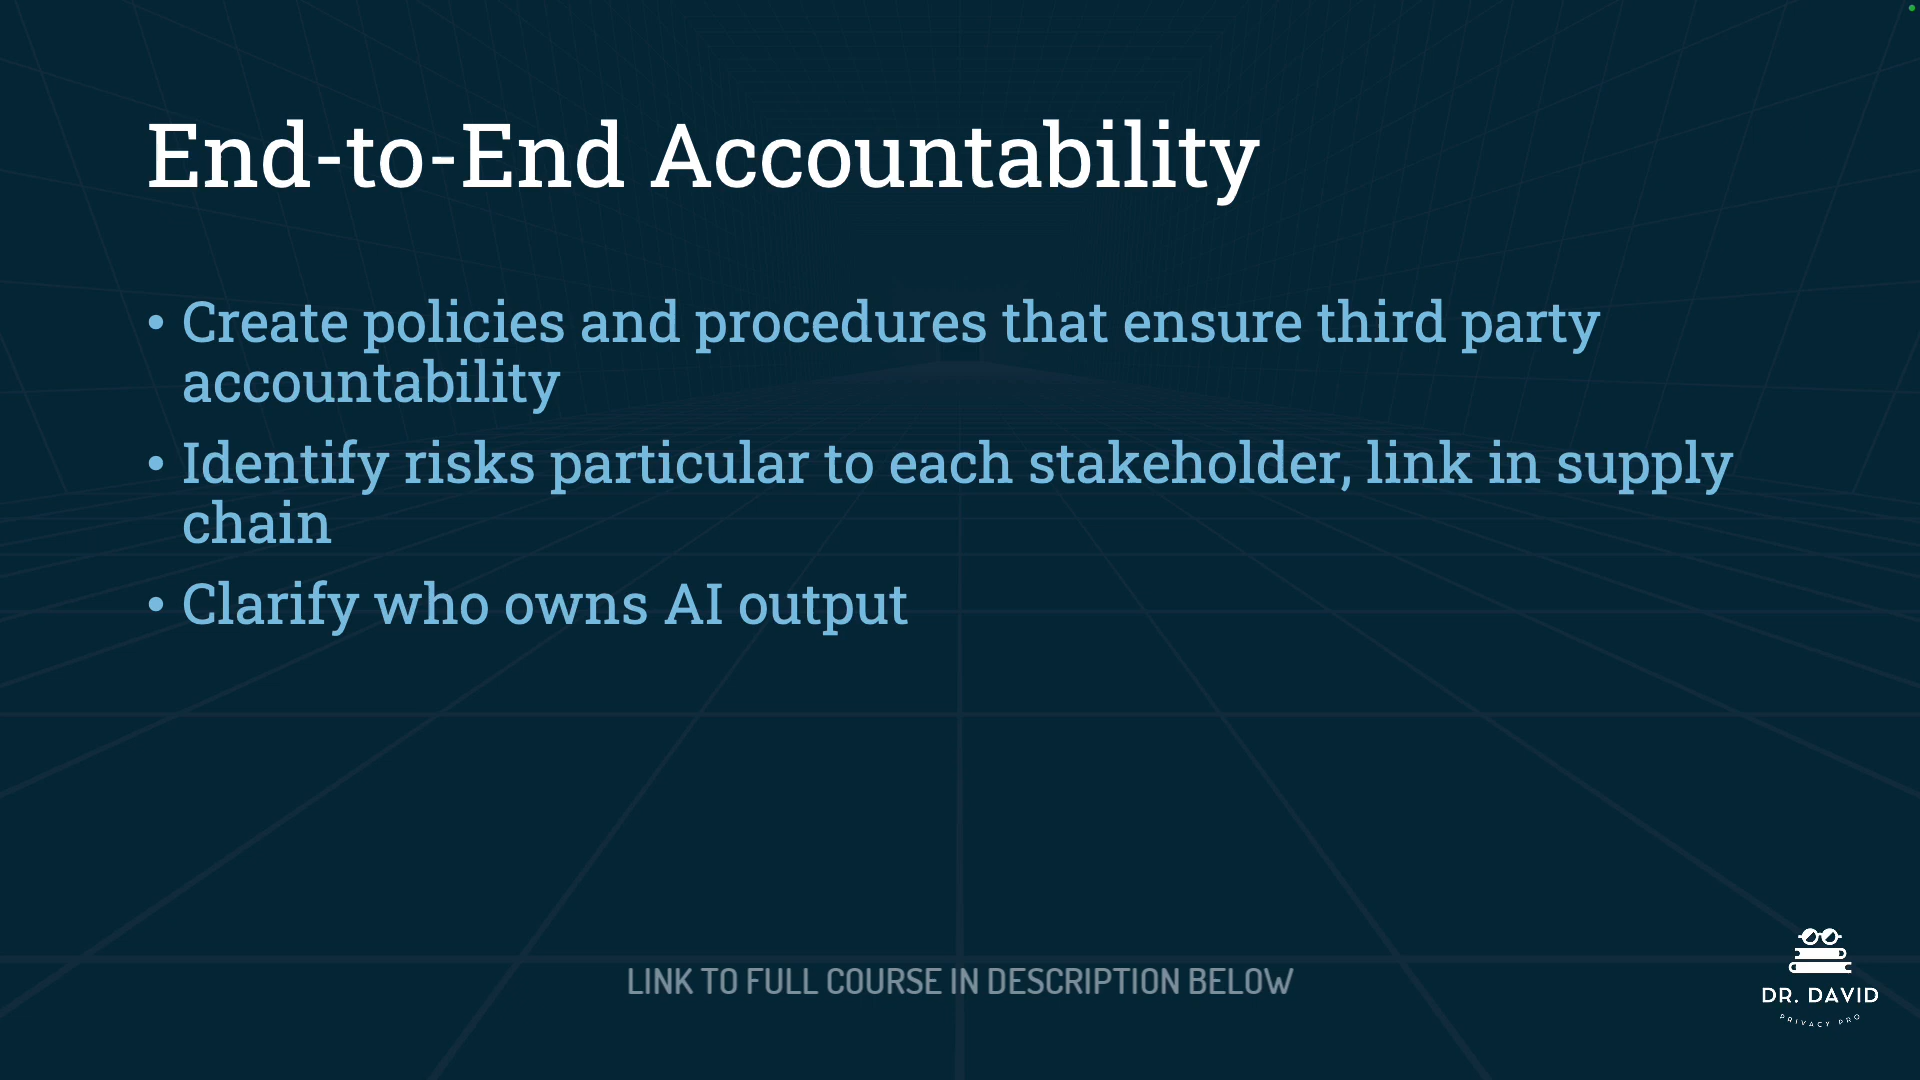 End-to-End Accountability
• Create policies and procedures that ensure third party
accountability
• Identify risks particular to each stakeholder, link in supply
chain
• Clarify who owns AI output
LINK TO FULL COURSE IN DESCRIPTION BELOW
DR. DAVID
PRIVACY PRO